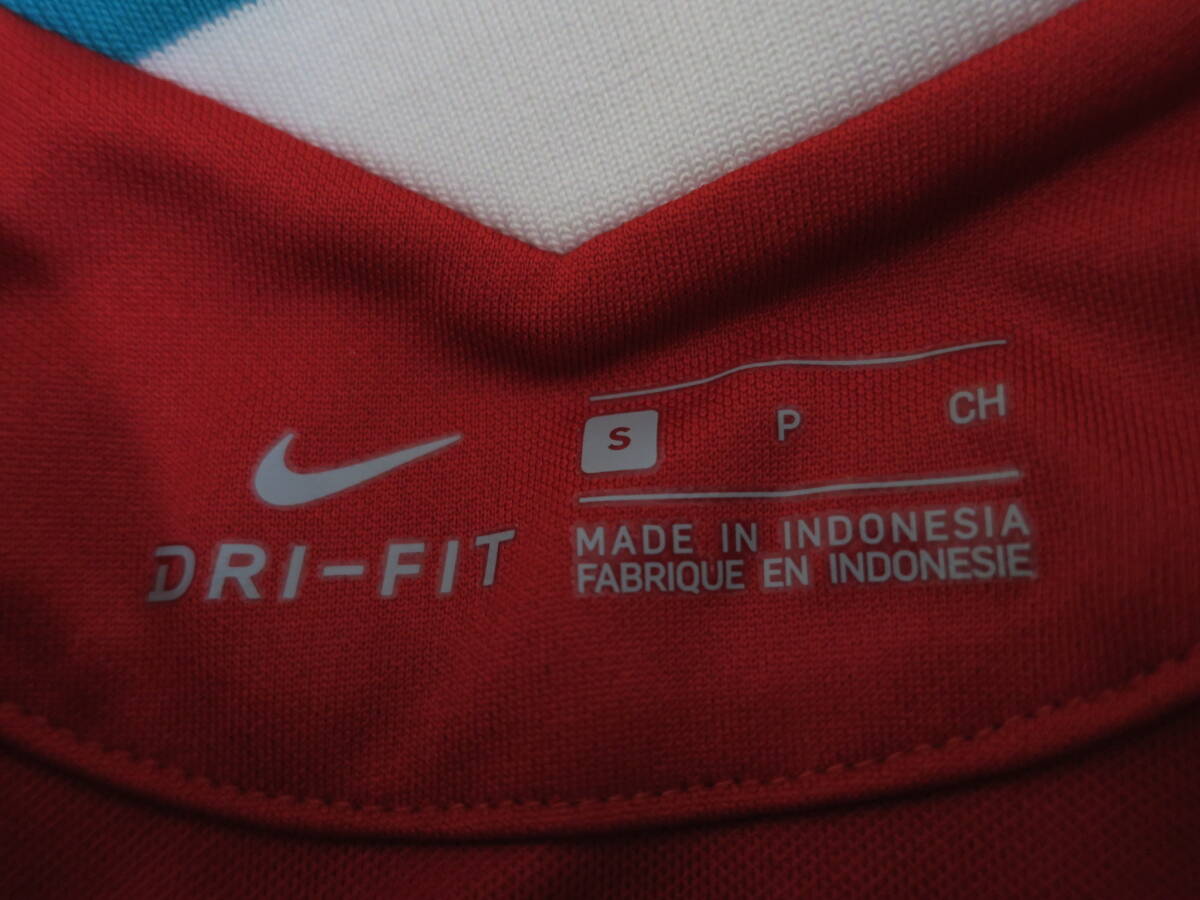 DRI-FIT
S P CH
MADE IN INDONESIA
FABRIQUE EN INDONESIE